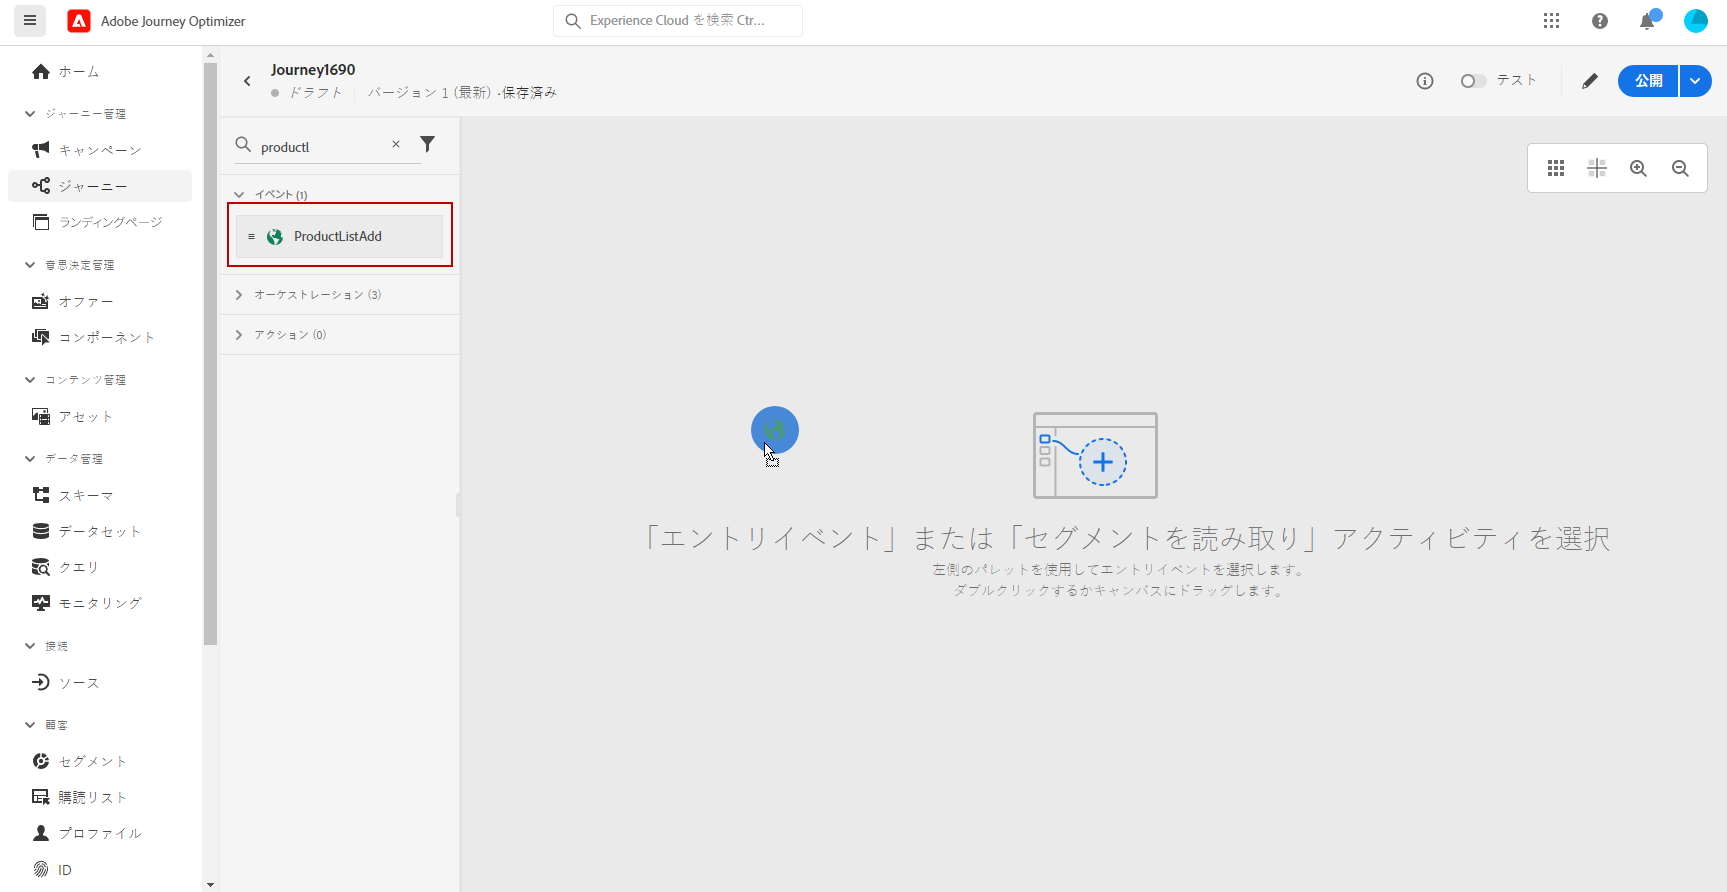 Adobe Journey Optimizer
Experience Cloud を検索 Ctr...
ホーム
ジャーニー管理
キャンペーン
ジャーニー
ランディングページ
意思決定管理
オファー
コンポーネント
コンテンツ管理
アセット
データ管理
スキーマ
データセット
クエリ
モニタリング
接続
ソース
顧客
セグメント
購読リスト
プロファイル
ID
Journey1690
ドラフト
バージョン 1 (最新) ·保存済み
テスト
公開
productl
イベント (1)
ProductListAdd
オーケストレーション (3)
アクション (0)
「エントリイベント」または「セグメントを読み取り」アクティビティを選択
左側のパレットを使用してエントリイベントを選択します。
ダブルクリックするかキャンバスにドラッグします。